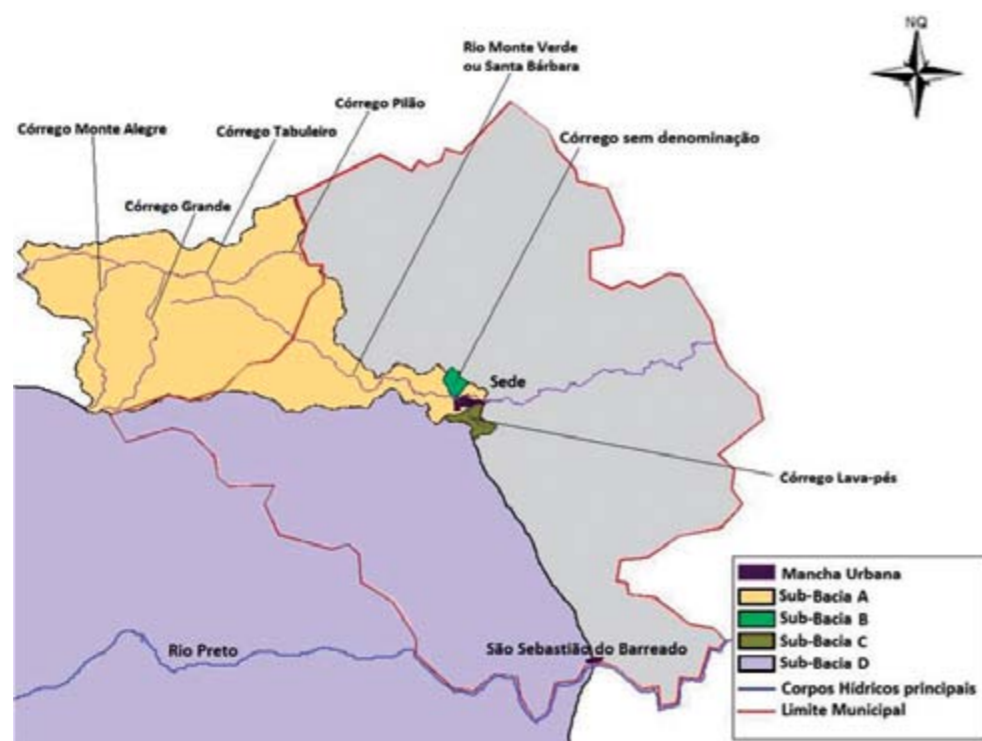 NQ
Rio Monte Verde
ou Santa Bárbara
Córrego Pilão
Córrego Monte Alegre
Córrego Tabuleiro
Córrego sem denominação
Córrego Grande
Sede
Córrego Lava-pés
São Sebastião do Barreado
Rio Preto
Mancha Urbana
Sub-Bacia A
Sub-Bacia B
Sub-Bacia C
Sub-Bacia D
Corpos Hídricos principais
Limite Municipal